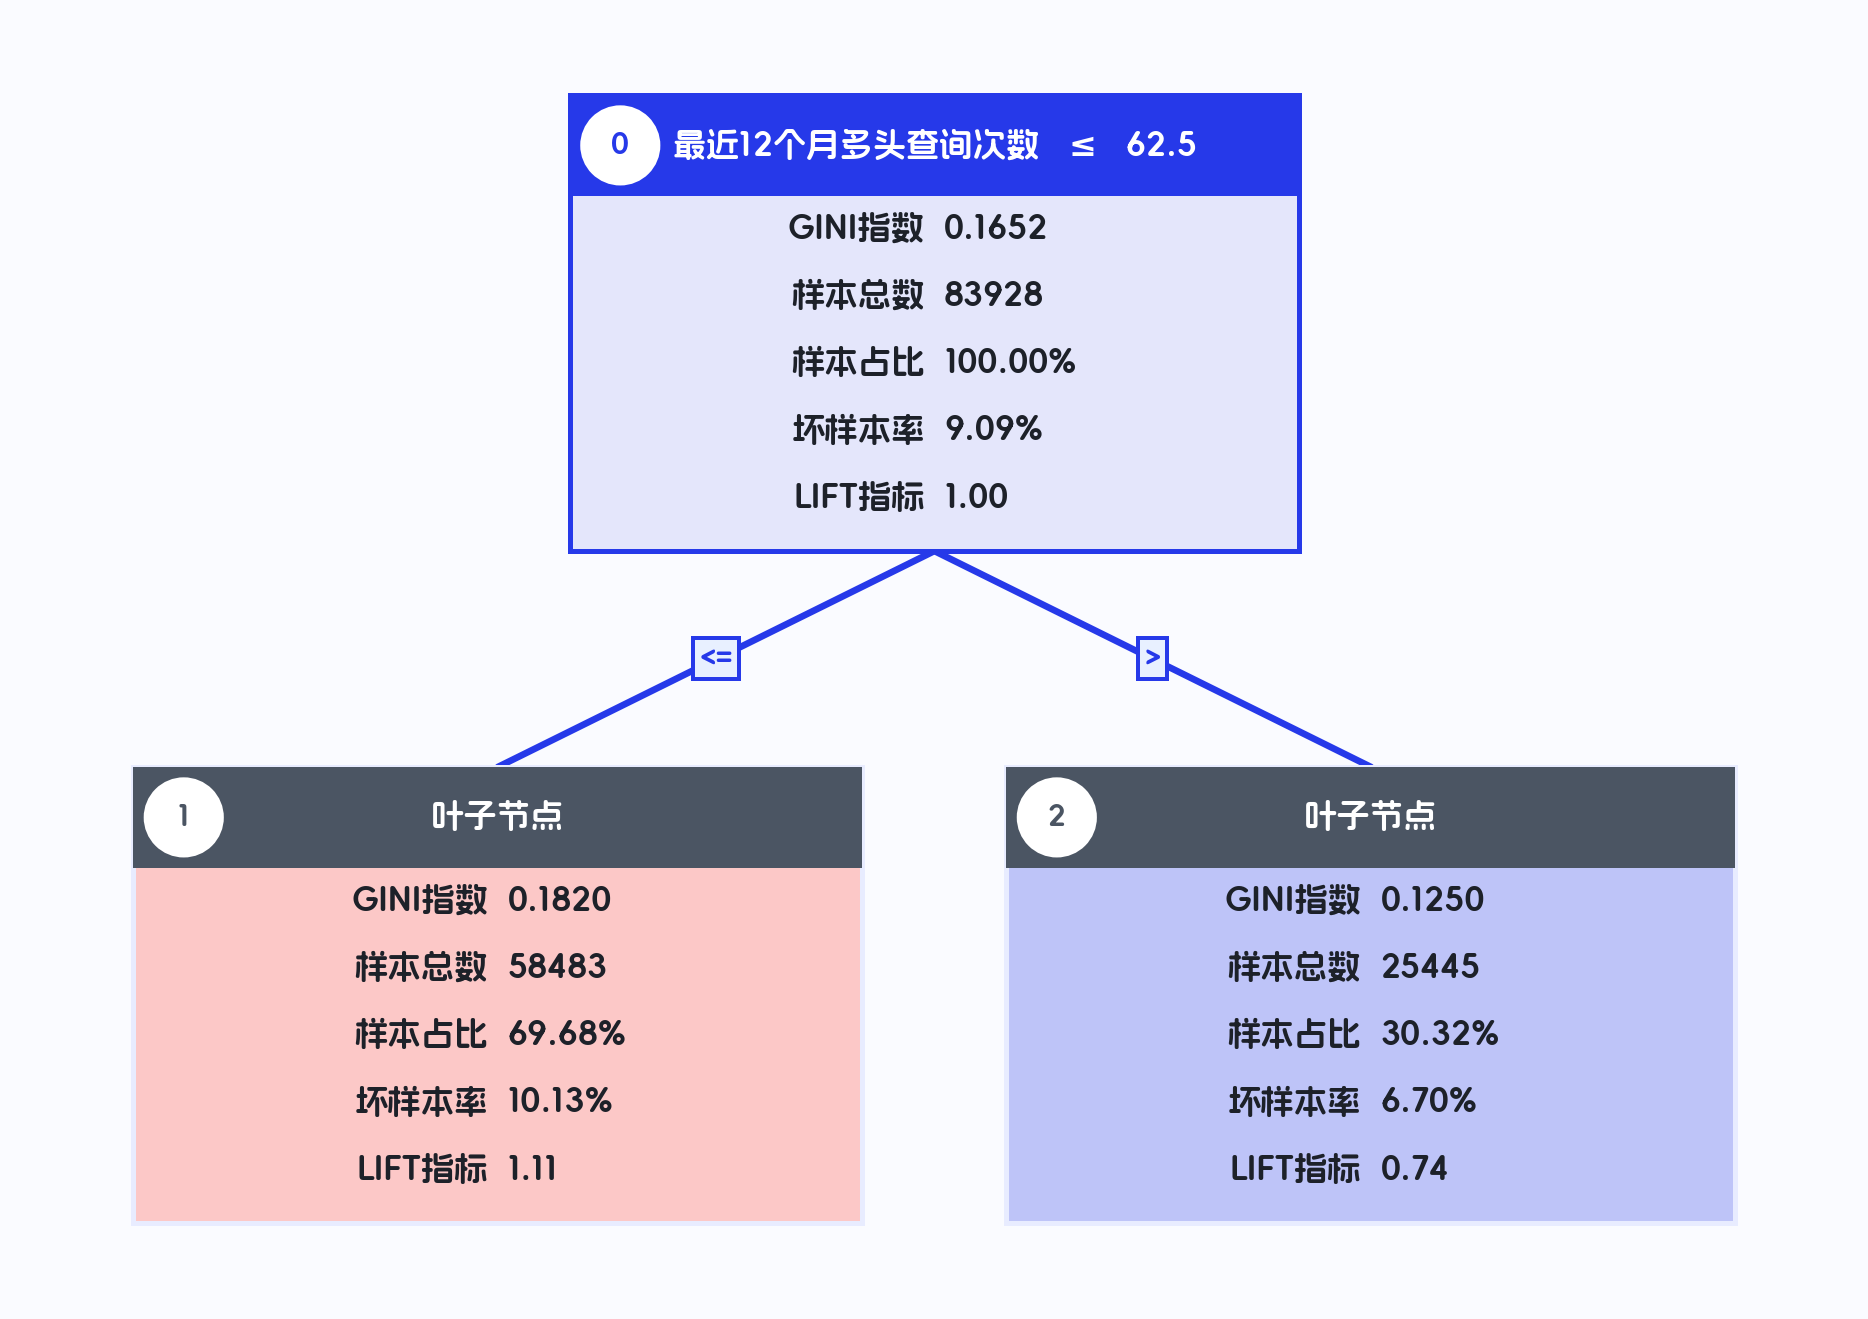 0 最近12个月多头查询次数 ≤ 62.5
GINI指数 0.1652
样本总数 83928
样本占比 100.00%
坏样本率 9.09%
LIFT指标 1.00
<=
>
1 叶子节点
GINI指数 0.1820
样本总数 58483
样本占比 69.68%
坏样本率 10.13%
LIFT指标 1.11
2 叶子节点
GINI指数 0.1250
样本总数 25445
样本占比 30.32%
坏样本率 6.70%
LIFT指标 0.74